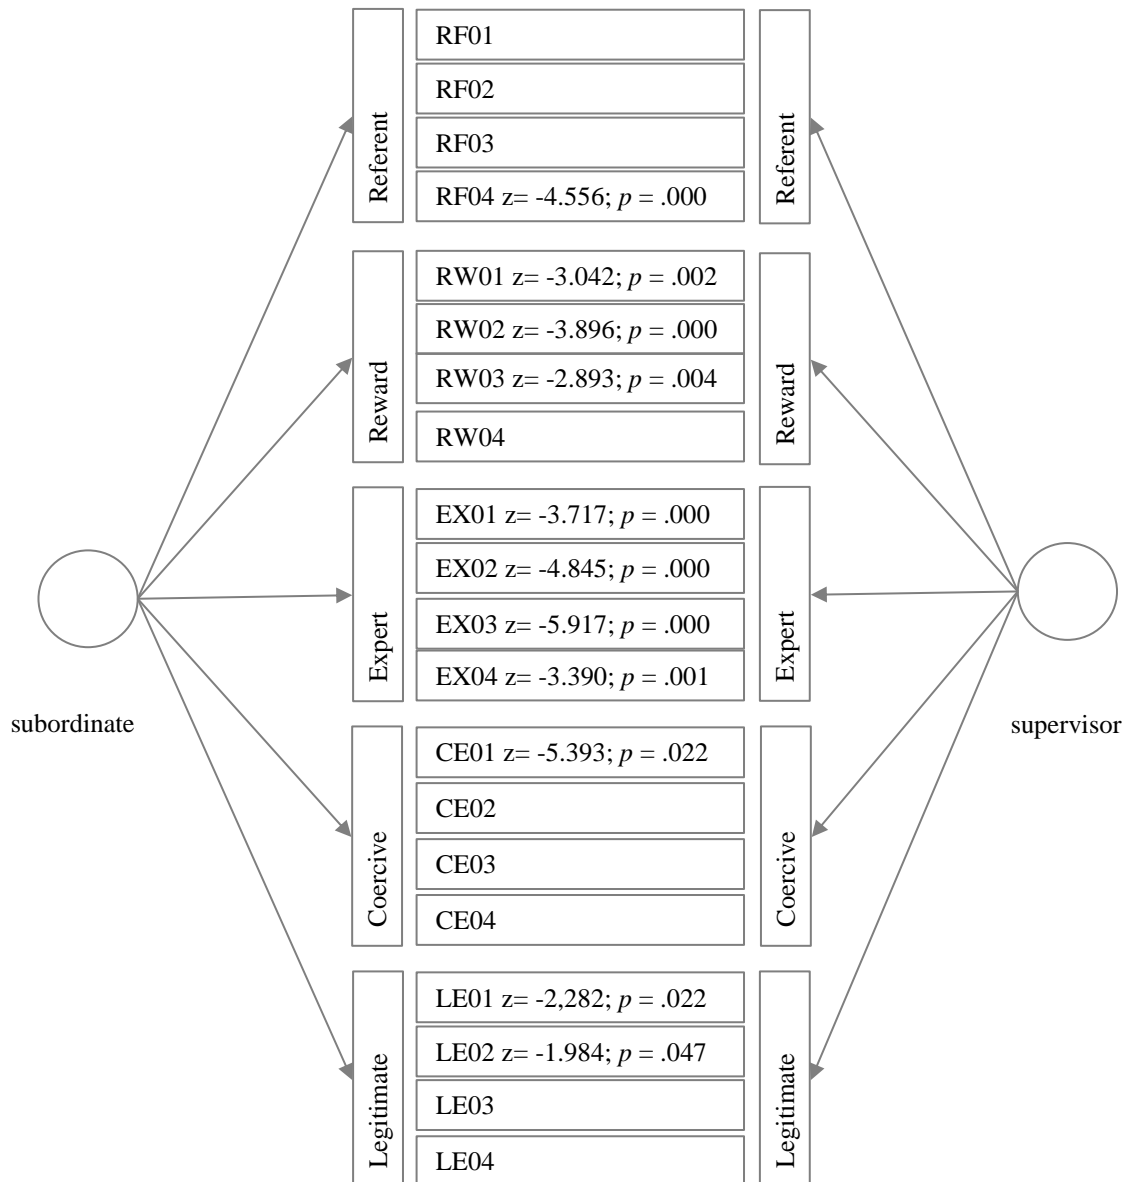 Referent
RF01
RF02
RF03
RF04 z= -4.556; p = .000
Referent
Reward
RW01 z= -3.042; p = .002
RW02 z= -3.896; p = .000
RW03 z= -2.893; p = .004
RW04
Reward
Expert
EX01 z= -3.717; p = .000
EX02 z= -4.845; p = .000
EX03 z= -5.917; p = .000
EX04 z= -3.390; p = .001
Expert
subordinate
supervisor
Coercive
CE01 z= -5.393; p = .022
CE02
CE03
CE04
Coercive
Legitimate
LE01 z= -2,282; p = .022
LE02 z= -1.984; p = .047
LE03
LE04
Legitimate